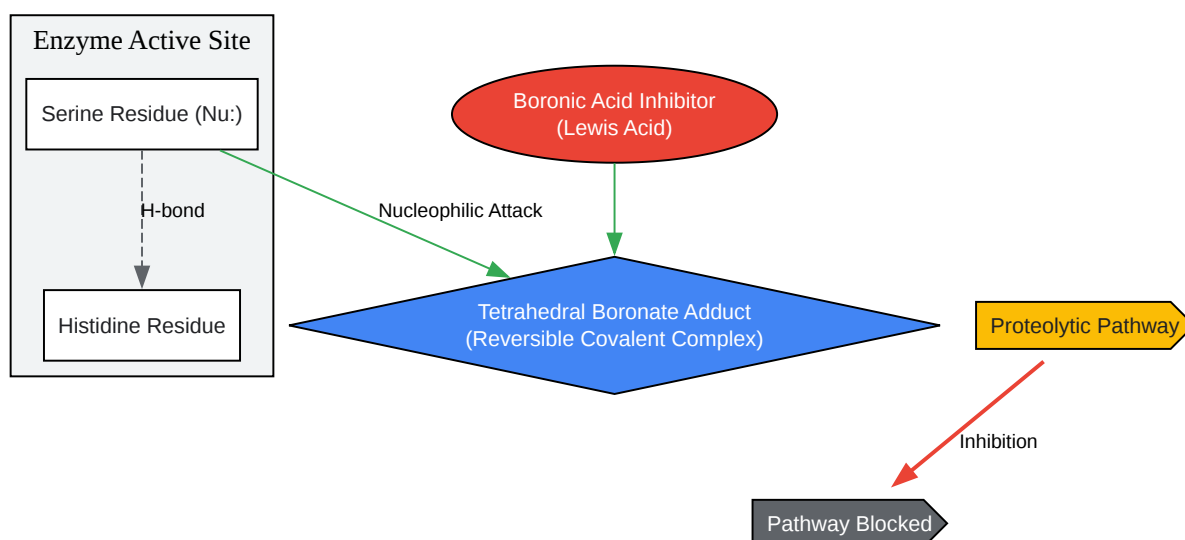 Enzyme Active Site
Serine Residue (Nu:)
Boronic Acid Inhibitor
(Lewis Acid)
H-bond
Nucleophilic Attack
Histidine Residue
Tetrahedral Boronate Adduct
(Reversible Covalent Complex)
Proteolytic Pathway
Inhibition
Pathway Blocked